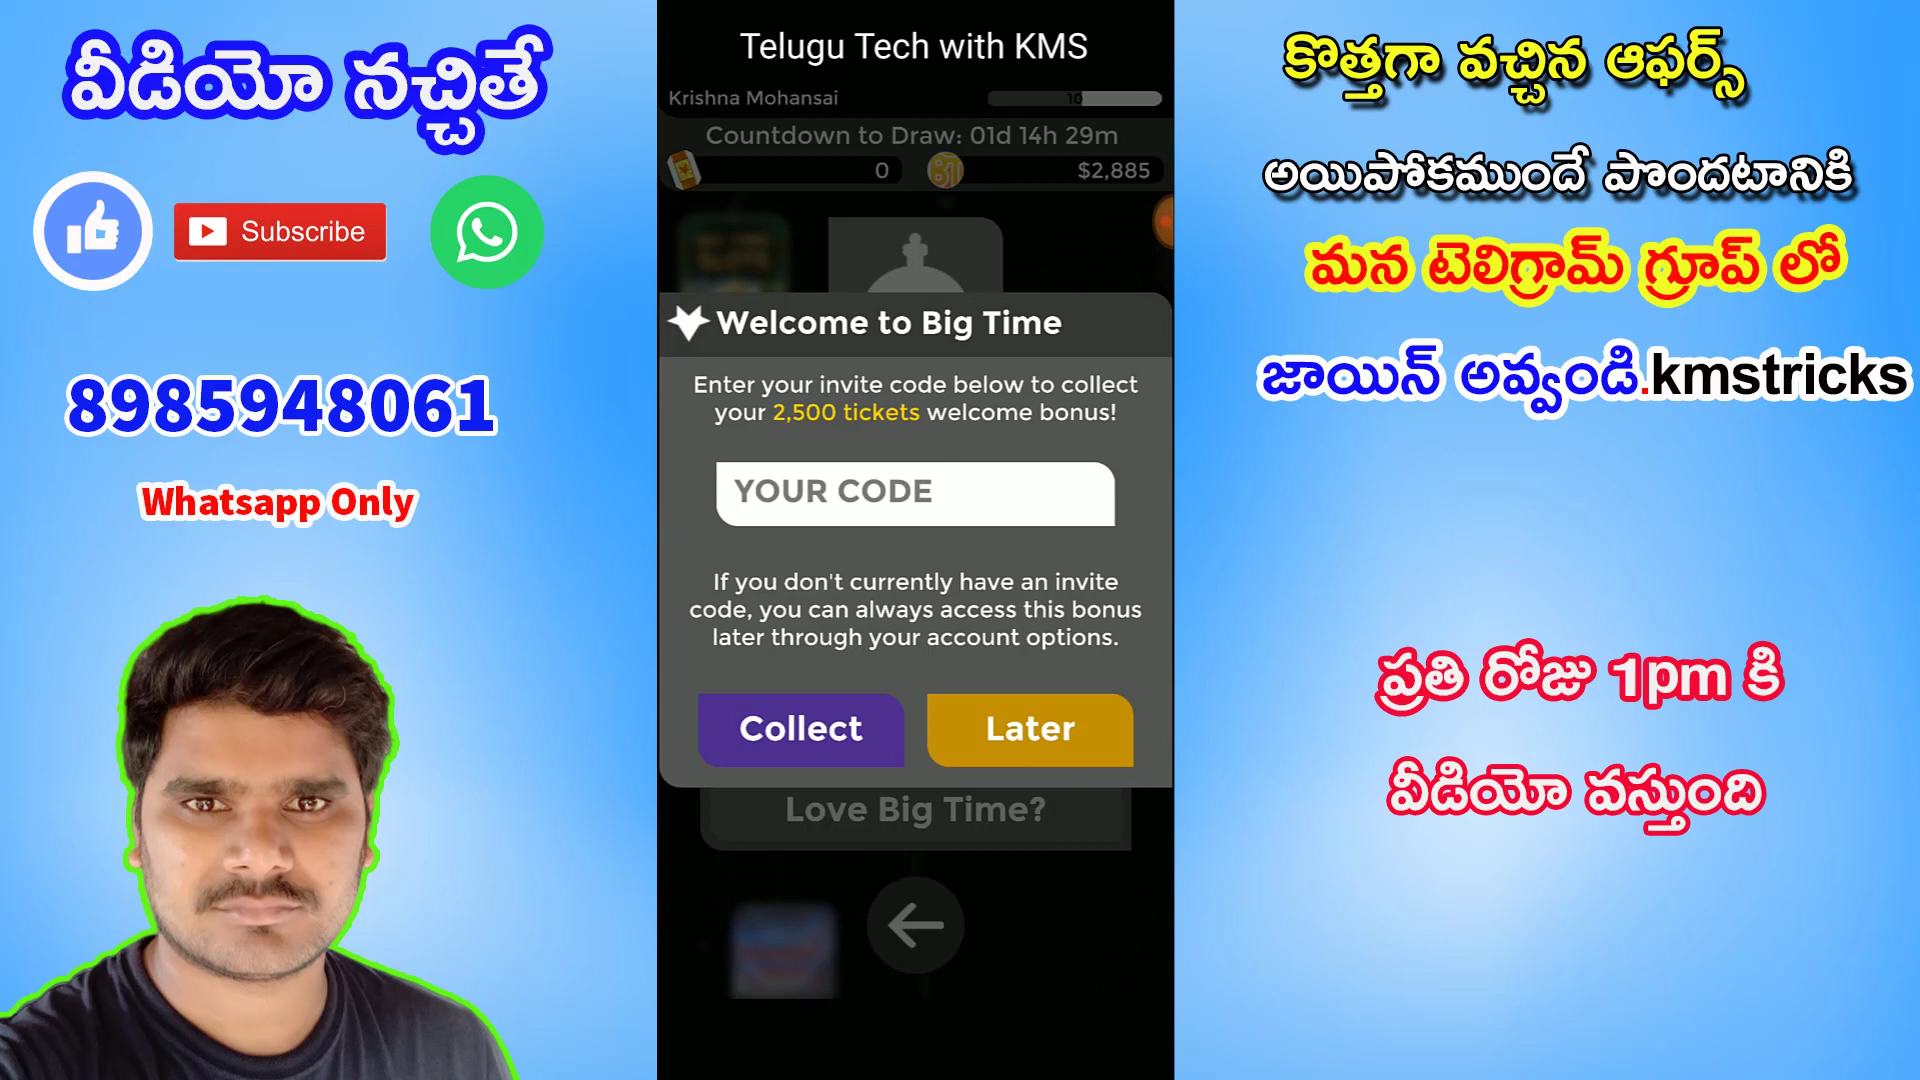 వీడియో నచ్చితే
Subscribe
8985948061
Whatsapp Only
Telugu Tech with KMS
Krishna Mohansai
10
Countdown to Draw: 01d 14h 29m
0
$2,885
Welcome to Big Time
Enter your invite code below to collect
your 2,500 tickets welcome bonus!
YOUR CODE
If you don't currently have an invite
code, you can always access this bonus
later through your account options.
Collect
Later
Love Big Time?
కొత్తగా వచ్చిన ఆఫర్స్
అయిపోకముందే పొందటానికి
మన టెలిగ్రామ్ గ్రూప్ లో
జాయిన్ అవ్వండి.kmstricks
ప్రతి రోజు 1pm కి
వీడియో వస్తుంది